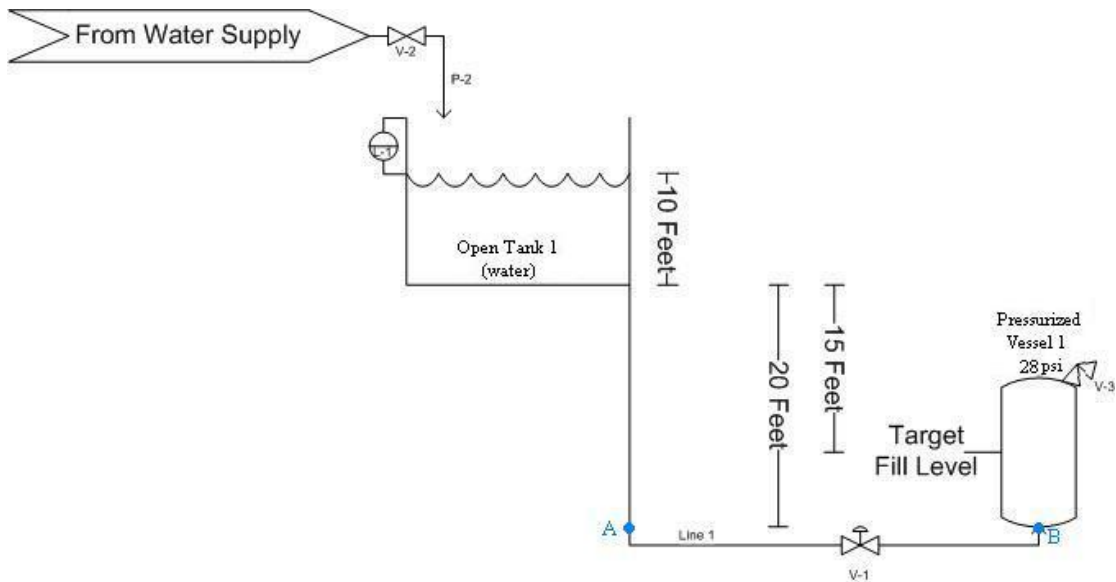 From Water Supply
V-2
P-2
L-1
10 Feet
Open Tank 1
(water)
20 Feet
15 Feet
Pressurized
Vessel 1
28 psi
V-3
Target
Fill Level
A
Line 1
V-1
B